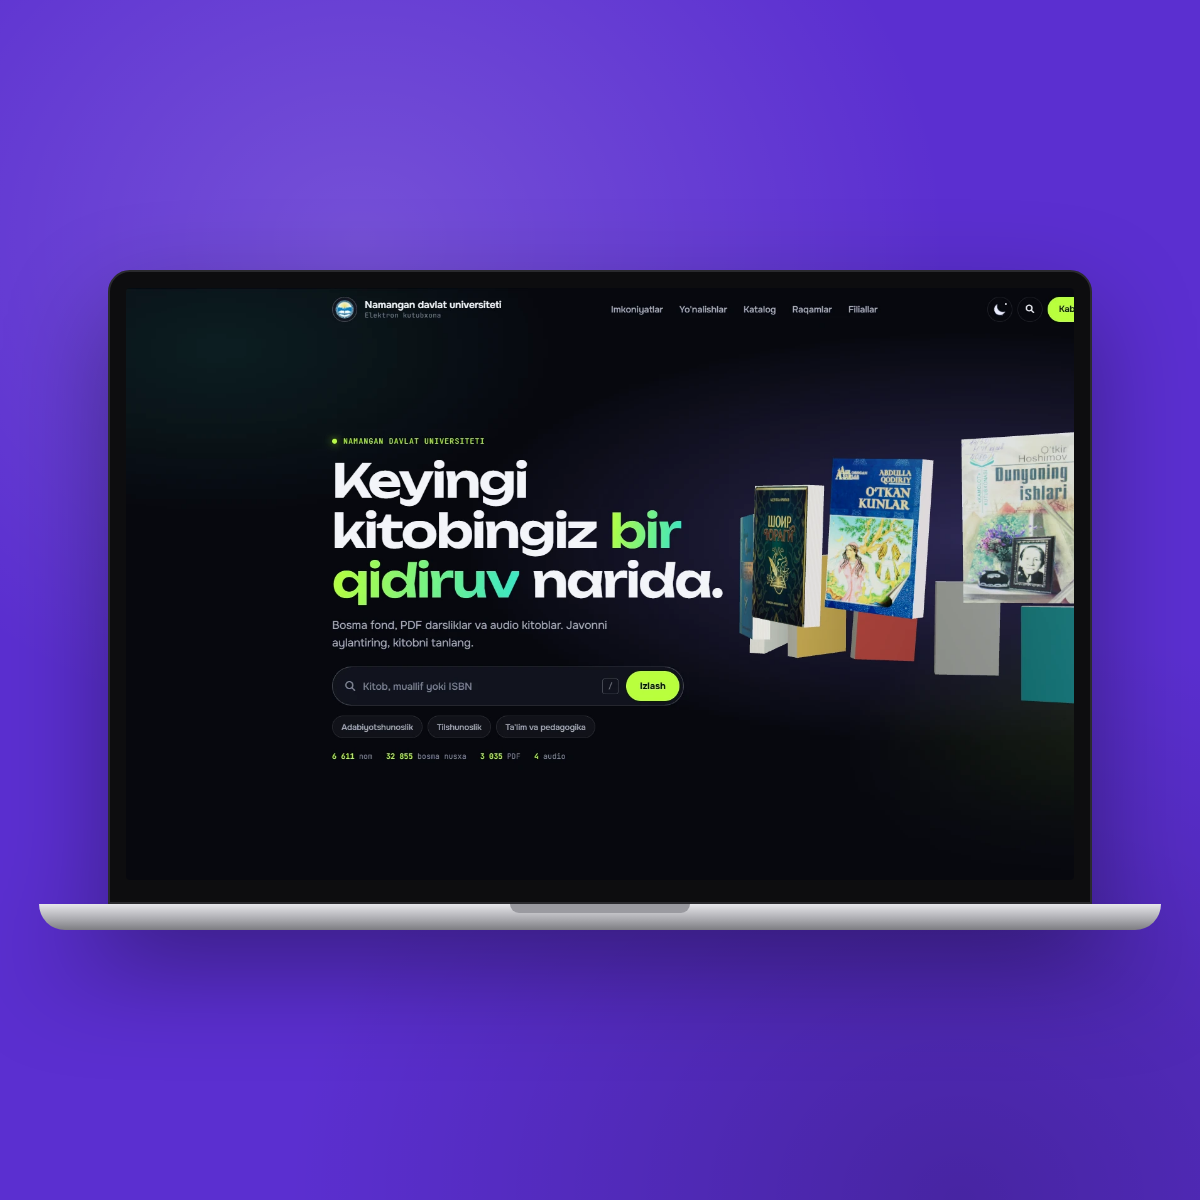 Namangan davlat universiteti
Elektron kutubxona
Imkoniyatlar Yo'nalishlar Katalog Raqamlar Filiallar
Kab
NAMANGAN DAVLAT UNIVERSITETI
Keyingi
kitobingiz bir
qidiruv narida.
Bosma fond, PDF darsliklar va audio kitoblar. Javonni
aylantiring, kitobni tanlang.
Kitob, muallif yoki ISBN
/
Izlash
Adabiyotshunoslik Tilshunoslik Ta'lim va pedagogika
6 611 nom 32 855 bosma nusxa 3 035 PDF 4 audio
ШОИР
ABDULLA
QODIRIY
O'TKAN
KUNLAR
O'tkir
Hoshimov
Dunyoning
ishlari